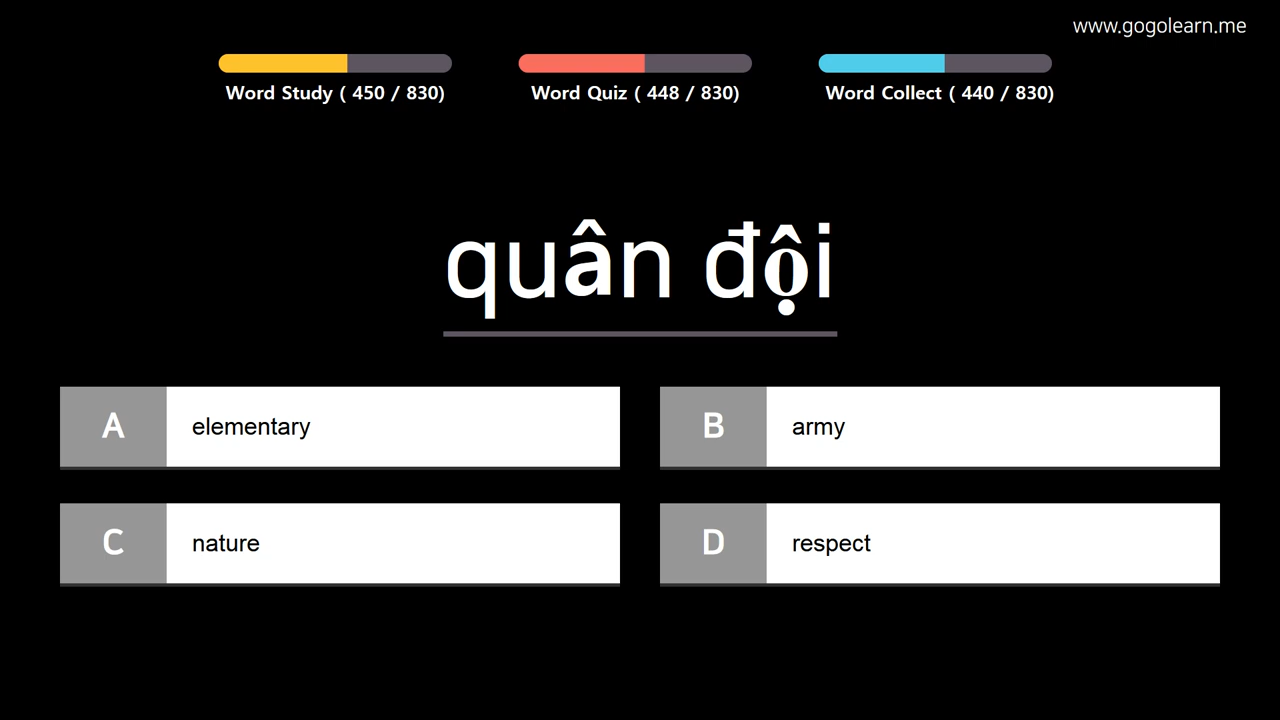 www.gogolearn.me
Word Study ( 450 / 830)
Word Quiz ( 448 / 830)
Word Collect ( 440 / 830)
quân đội
A elementary
B army
C nature
D respect